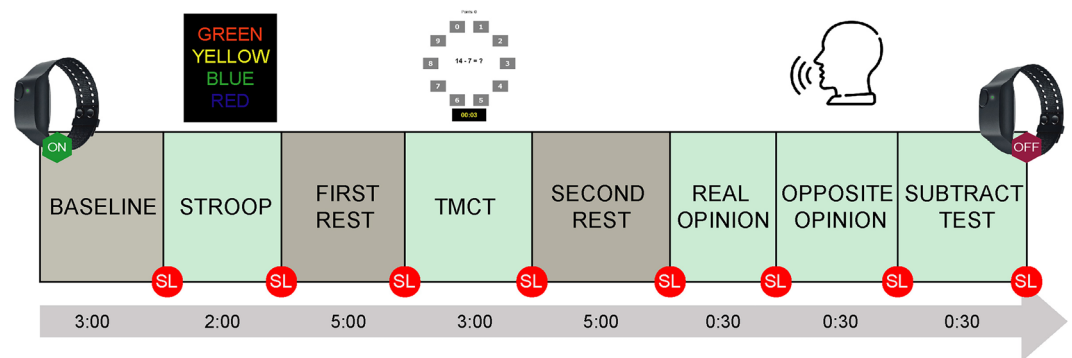 GREEN
YELLOW
BLUE
RED
0 1
9 2
8 14 - 7 = ? 3
7 4
6 5
00:03
ON
OFF
BASELINE
STROOP
FIRST
REST
TMCT
SECOND
REST
REAL
OPINION
OPPOSITE
OPINION
SUBTRACT
TEST
SL SL SL SL SL SL SL SL
3:00 2:00 5:00 3:00 5:00 0:30 0:30 0:30